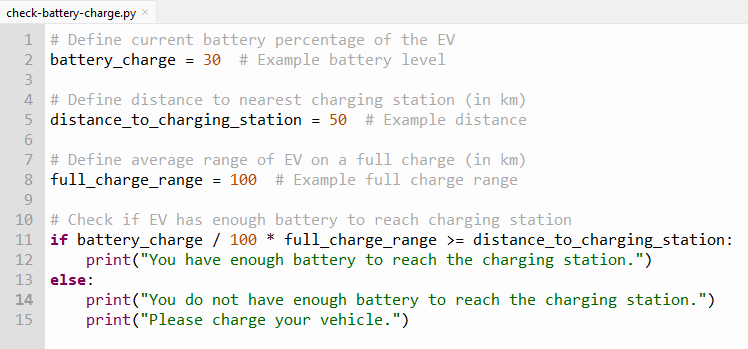 check-battery-charge.py ×
1 # Define current battery percentage of the EV
2 battery_charge = 30  # Example battery level
3
4 # Define distance to nearest charging station (in km)
5 distance_to_charging_station = 50  # Example distance
6
7 # Define average range of EV on a full charge (in km)
8 full_charge_range = 100  # Example full charge range
9
10 # Check if EV has enough battery to reach charging station
11 if battery_charge / 100 * full_charge_range >= distance_to_charging_station:
12     print("You have enough battery to reach the charging station.")
13 else:
14     print("You do not have enough battery to reach the charging station.")
15     print("Please charge your vehicle.")